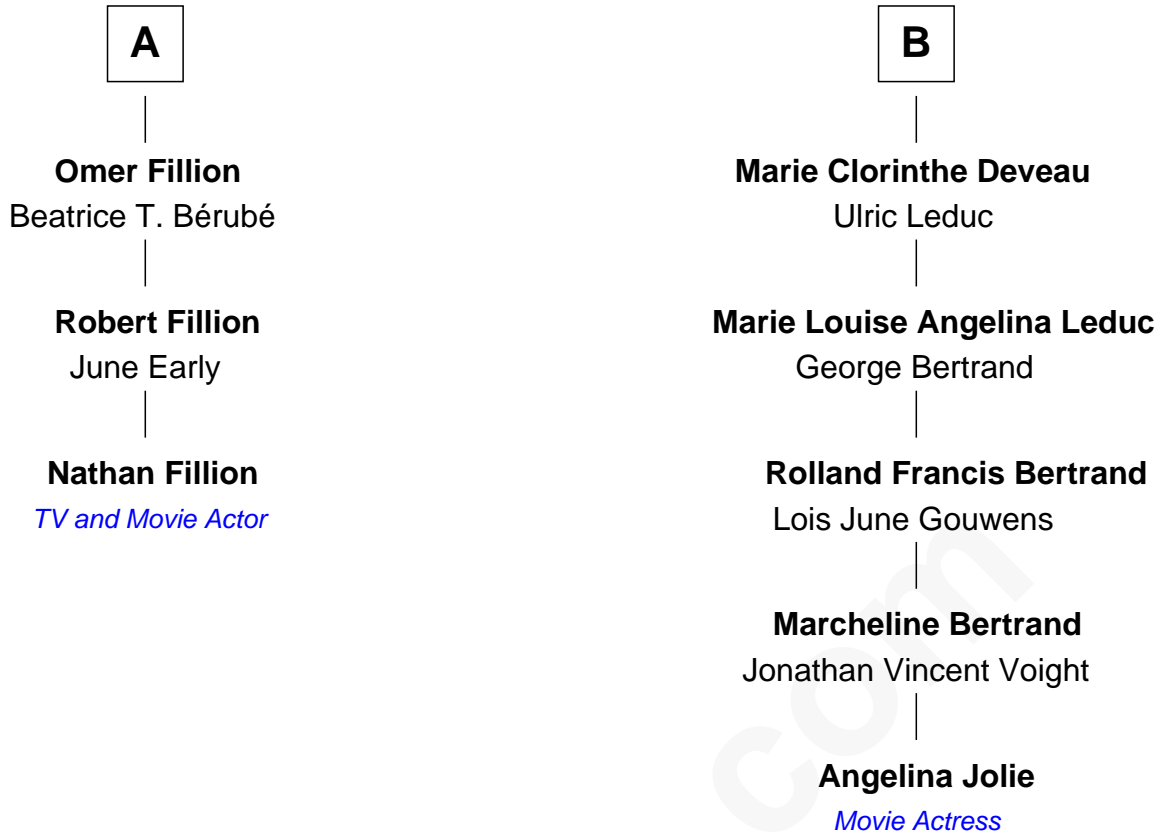 A
Omer Fillion
Beatrice T. Bérubé
Robert Fillion
June Early
Nathan Fillion
TV and Movie Actor
B
Marie Clorinthe Deveau
Ulric Leduc
Marie Louise Angelina Leduc
George Bertrand
Rolland Francis Bertrand
Lois June Gouwens
Marcheline Bertrand
Jonathan Vincent Voight
Angelina Jolie
Movie Actress
com